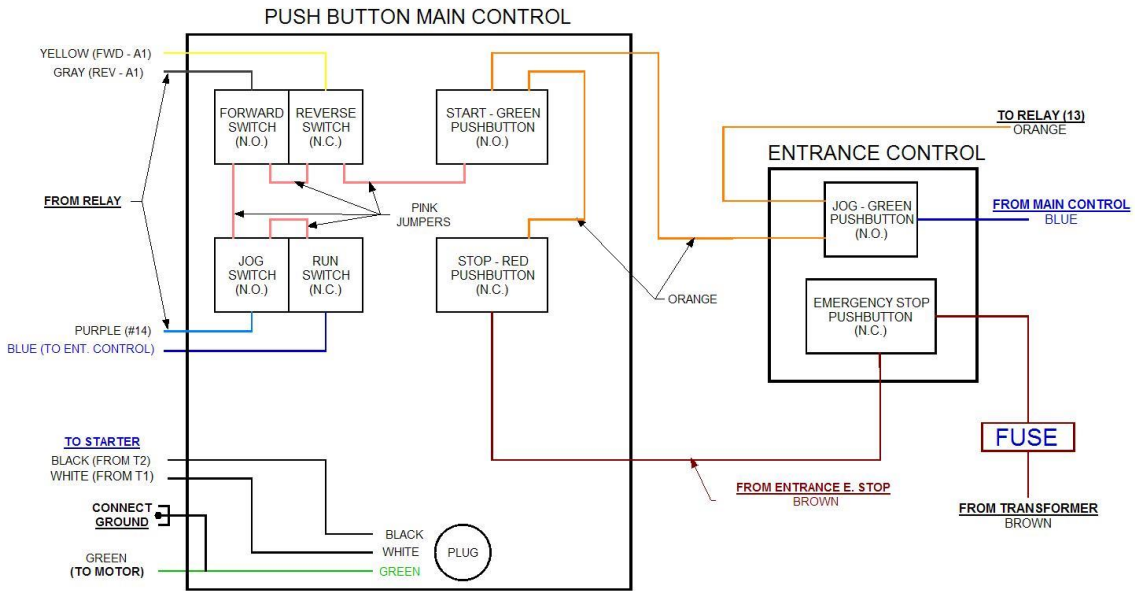 PUSH BUTTON MAIN CONTROL
YELLOW (FWD - A1)
GRAY (REV - A1)
FORWARD
SWITCH
(N.O.)
REVERSE
SWITCH
(N.C.)
START - GREEN
PUSHBUTTON
(N.O.)
TO RELAY (13)
ORANGE
ENTRANCE CONTROL
FROM RELAY
PINK
JUMPERS
JOG - GREEN
PUSHBUTTON
(N.O.)
FROM MAIN CONTROL
BLUE
JOG
SWITCH
(N.O.)
RUN
SWITCH
(N.C.)
STOP - RED
PUSHBUTTON
(N.C.)
ORANGE
EMERGENCY STOP
PUSHBUTTON
(N.C.)
PURPLE (#14)
BLUE (TO ENT. CONTROL)
FUSE
TO STARTER
BLACK (FROM T2)
WHITE (FROM T1)
FROM ENTRANCE E. STOP
BROWN
FROM TRANSFORMER
BROWN
CONNECT
GROUND
BLACK
WHITE
GREEN
PLUG
GREEN
(TO MOTOR)